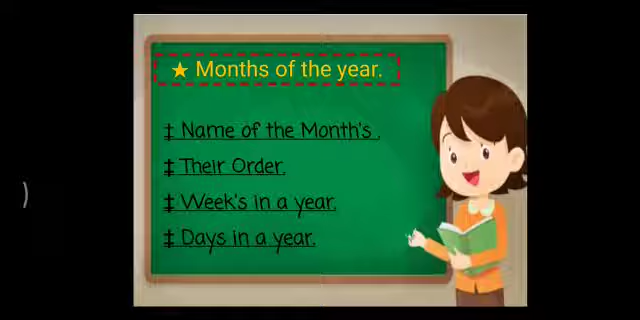 ★ Months of the year.
‡ Name of the Month's .
‡ Their Order.
‡ Week's in a year.
‡ Days in a year.